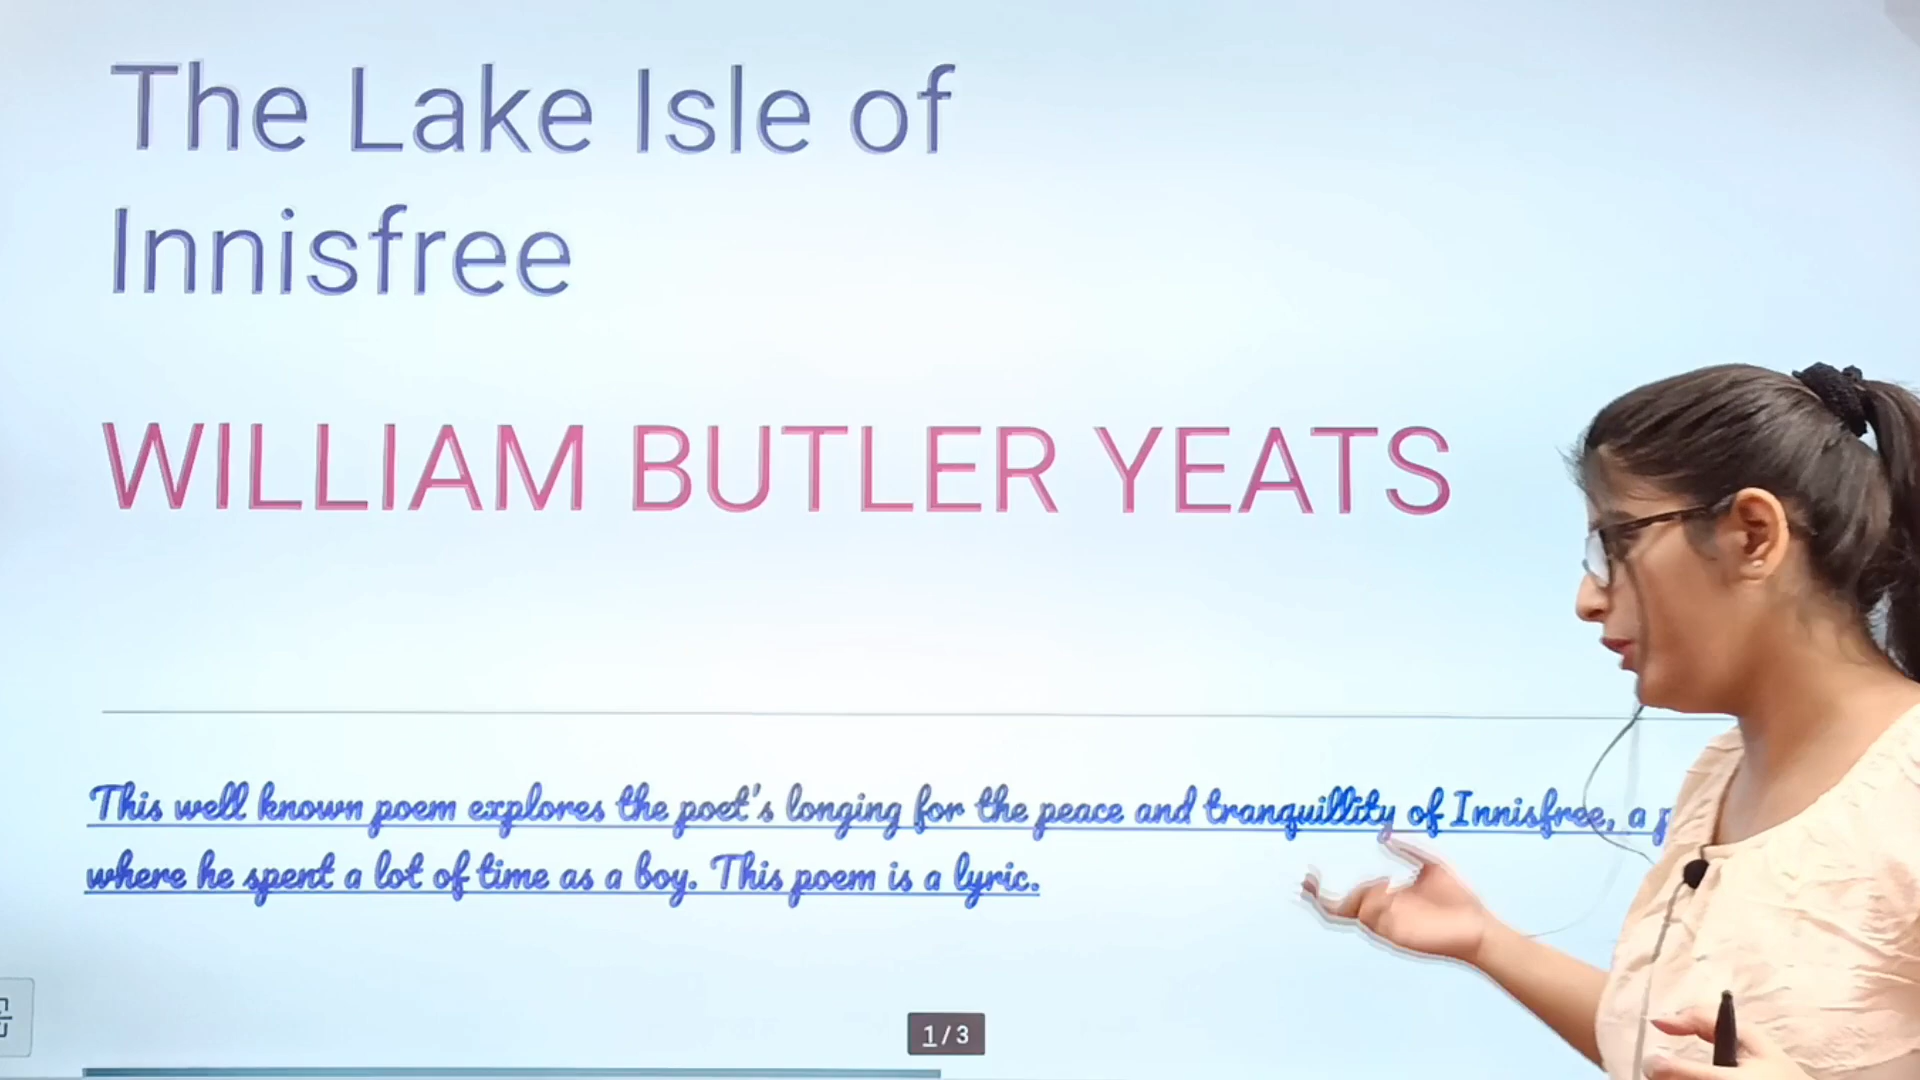 The Lake Isle of
Innisfree
WILLIAM BUTLER YEATS
This well known poem explores the poet's longing for the peace and tranquillity of Innisfree, a
where he spent a lot of time as a boy. This poem is a lyric.
1/3